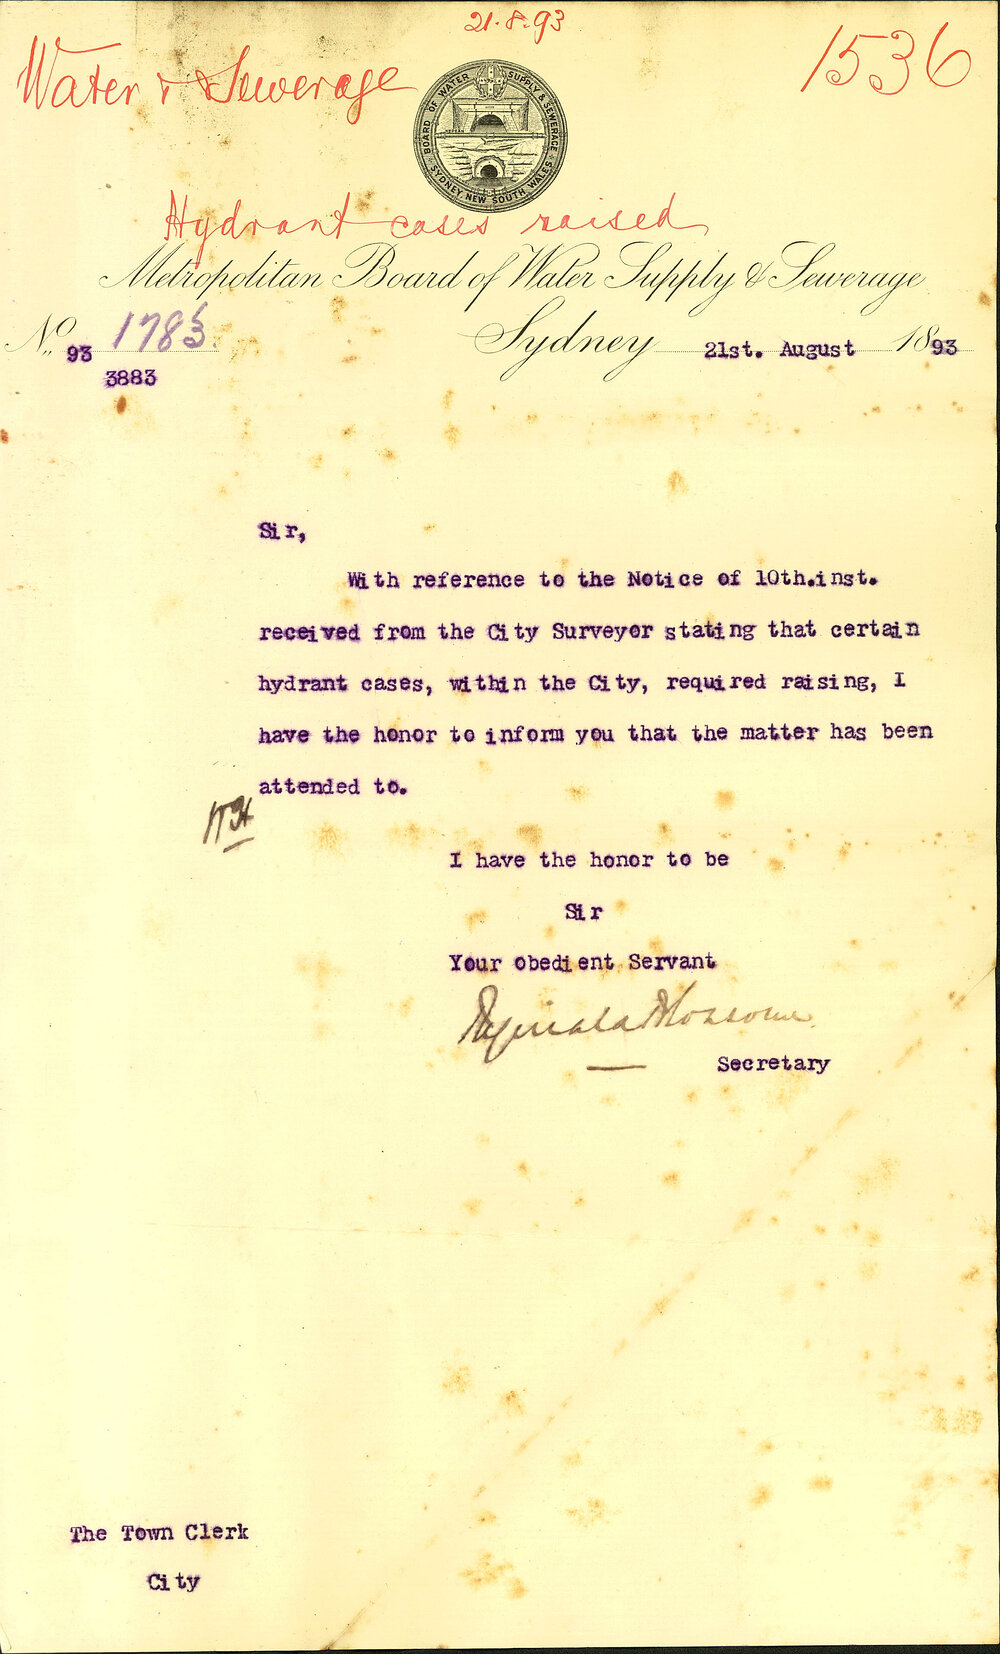 21.8.93
Water & Sewerage
1536
BOARD OF WATER SUPPLY & SEWERAGE
SYDNEY, NEW SOUTH WALES
Hydrant cases raised
Metropolitan Board of Water Supply & Sewerage
No. 93 1785
3883
Sydney 21st. August 1893
Sir,
With reference to the Notice of 10th.inst.
received from the City Surveyor stating that certain
hydrant cases, within the City, required raising, I
have the honor to inform you that the matter has been
attended to.
I have the honor to be
Sir
Your Obedient Servant
Secretary
The Town Clerk
City